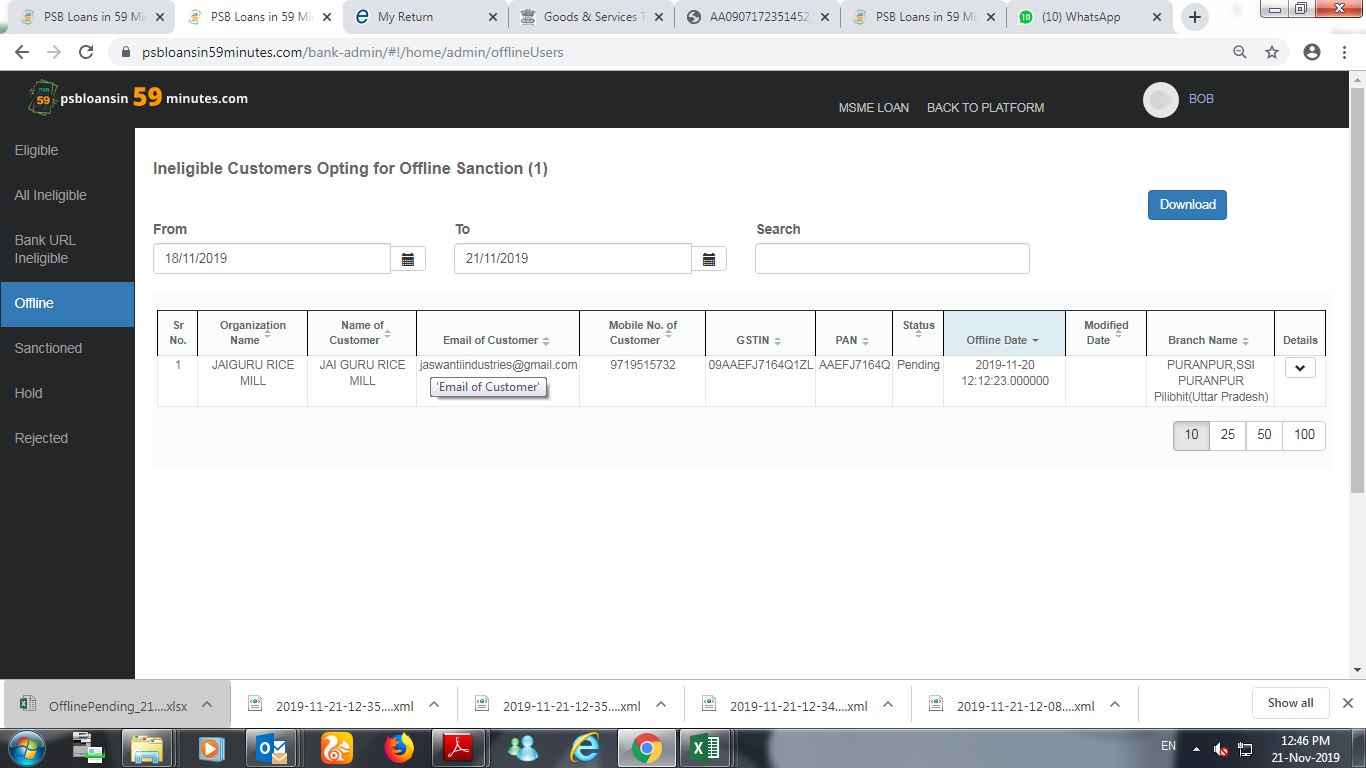 PSB Loans in 59 Mi
PSB Loans in 59 Mi
My Return
Goods & Services T
AA0907172351452
PSB Loans in 59 Mi
(10) WhatsApp
psbloansin59minutes.com/bank-admin/#!/home/admin/offlineUsers
PSB
59
psbloansin 59 minutes.com
MSME LOAN
BACK TO PLATFORM
BOB
Eligible
All Ineligible
Bank URL
Ineligible
Offline
Sanctioned
Hold
Rejected
Ineligible Customers Opting for Offline Sanction (1)
Download
From
To
Search
18/11/2019
21/11/2019
Sr No.
Organization Name
Name of Customer
Email of Customer
Mobile No. of Customer
GSTIN
PAN
Status
Offline Date
Modified Date
Branch Name
Details
1
JAIGURU RICE MILL
JAI GURU RICE MILL
jaswantiindustries@gmail.com
9719515732
09AAEFJ7164Q1ZL
AAEFJ7164Q
Pending
2019-11-20
12:12:23.000000
PURANPUR,SSI
PURANPUR
Pilibhit(Uttar Pradesh)
'Email of Customer'
10 25 50 100
OfflinePending_21....xlsx
2019-11-21-12-35....xml
2019-11-21-12-35....xml
2019-11-21-12-34....xml
2019-11-21-12-08....xml
Show all
EN
12:46 PM
21-Nov-2019